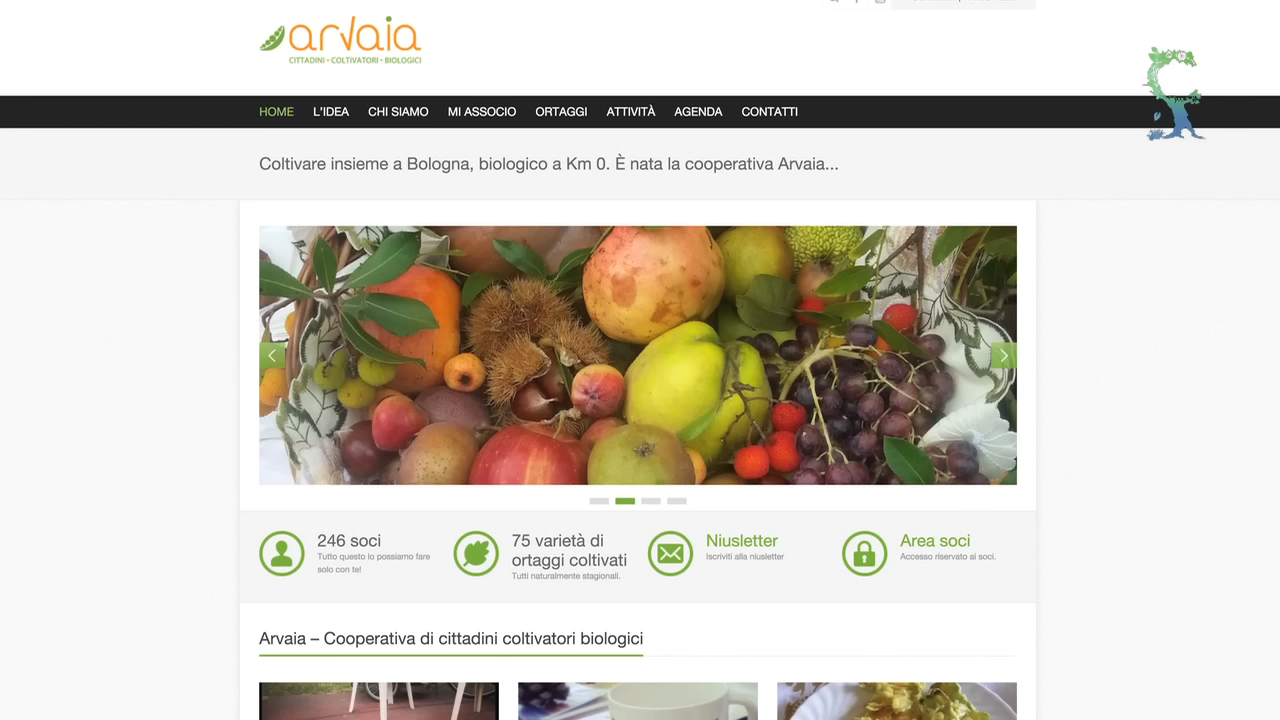 arvaia
CITTADINI • COLTIVATORI • BIOLOGICI
HOME L'IDEA CHI SIAMO MI ASSOCIO ORTAGGI ATTIVITÀ AGENDA CONTATTI
Coltivare insieme a Bologna, biologico a Km 0. È nata la cooperativa Arvaia...
246 soci
Tutto questo lo possiamo fare
solo con te!
75 varietà di
ortaggi coltivati
Tutti naturalmente stagionali.
Niusletter
Iscriviti alla niusletter
Area soci
Accesso riservato ai soci.
Arvaia – Cooperativa di cittadini coltivatori biologici